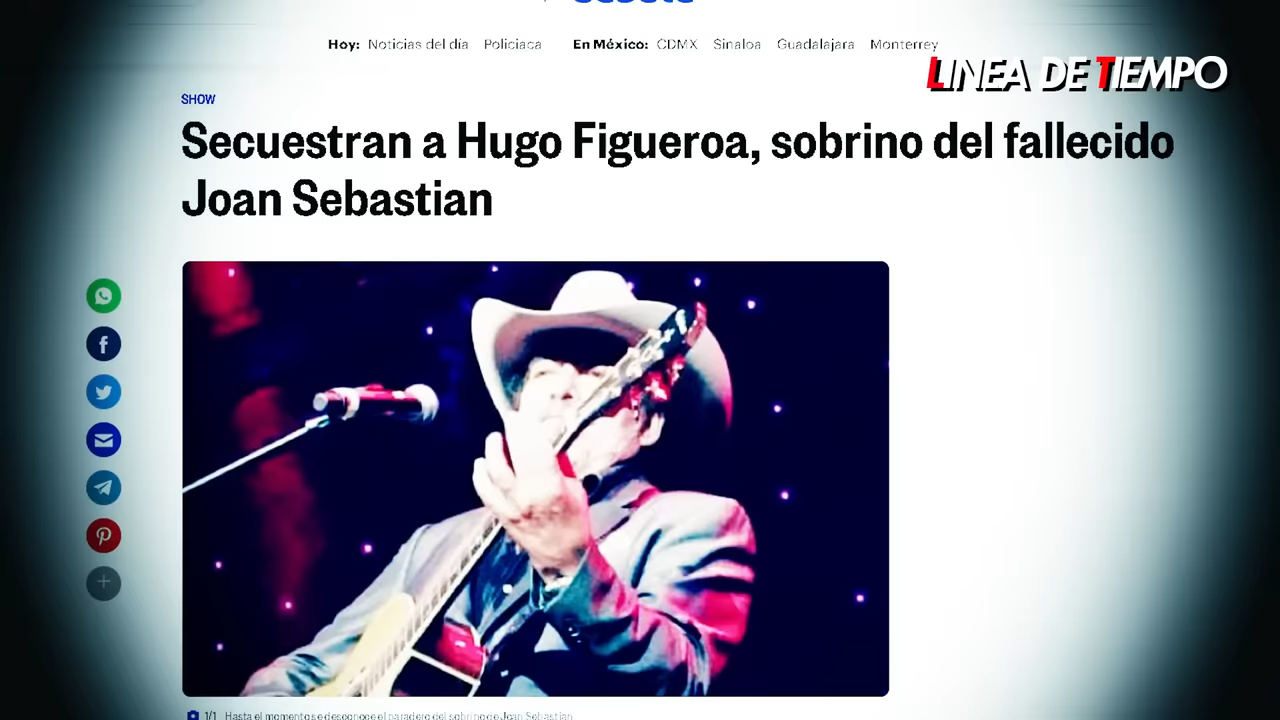 Hoy: Noticias del día Policiaca En México: CDMX Sinaloa Guadalajara Monterrey
LINEA DE TIEMPO
SHOW
Secuestran a Hugo Figueroa, sobrino del fallecido
Joan Sebastian
1/1 Hasta el momento se desconoce el paradero del sobrino de Joan Sebastian